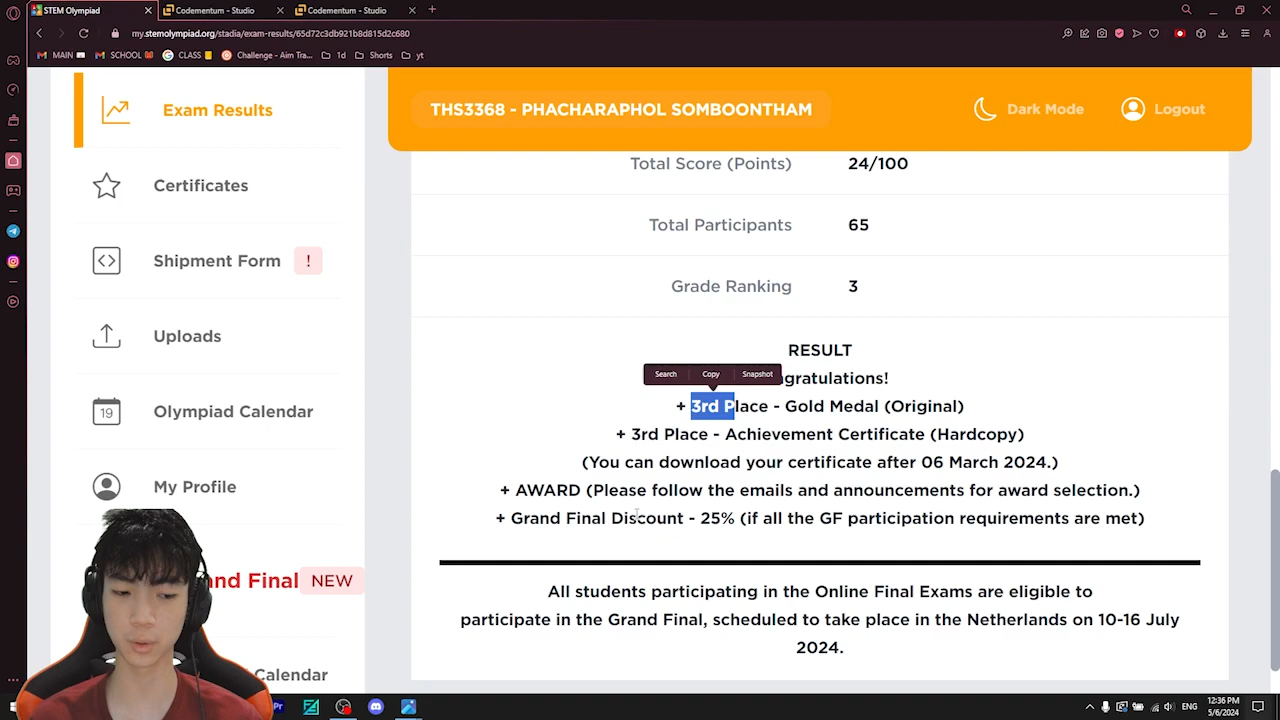 STEM Olympiad
Codementum - Studio
Codementum - Studio
my.stemolympiad.org/stadia/exam-results/65d72c3db921b8d815d2c680
MAIN
SCHOOL
CLASS
Challenge - Aim Tra...
1d
Shorts
yt
Exam Results
THS3368 - PHACHARAPHOL SOMBOONTHAM
Dark Mode
Logout
Total Score (Points) 24/100
Certificates
Total Participants 65
Shipment Form !
Grade Ranking 3
Uploads
RESULT
Search Copy Snapshot
gratulations!
+ 3rd Place - Gold Medal (Original)
19 Olympiad Calendar
+ 3rd Place - Achievement Certificate (Hardcopy)
(You can download your certificate after 06 March 2024.)
My Profile
+ AWARD (Please follow the emails and announcements for award selection.)
+ Grand Final Discount - 25% (if all the GF participation requirements are met)
nd Final NEW
All students participating in the Online Final Exams are eligible to
participate in the Grand Final, scheduled to take place in the Netherlands on 10-16 July
2024.
Calendar
Pr
ENG
12:36 PM
5/6/2024